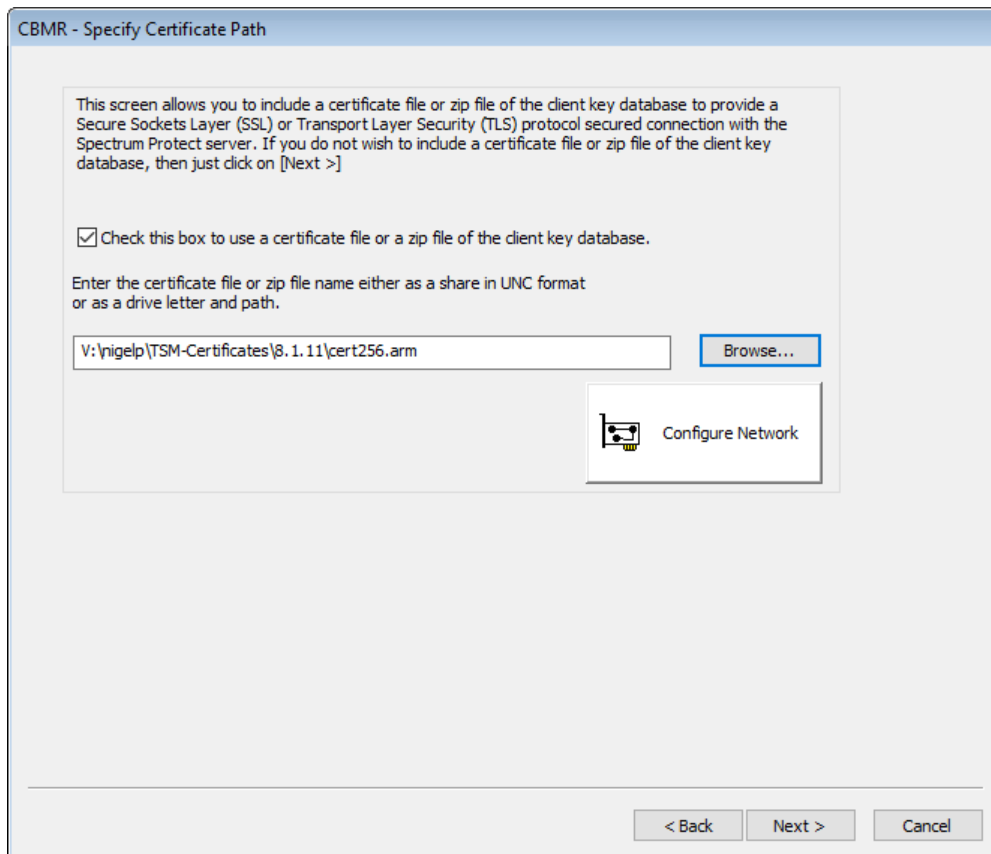 CBMR - Specify Certificate Path
This screen allows you to include a certificate file or zip file of the client key database to provide a
Secure Sockets Layer (SSL) or Transport Layer Security (TLS) protocol secured connection with the
Spectrum Protect server. If you do not wish to include a certificate file or zip file of the client key
database, then just click on [Next >]
Check this box to use a certificate file or a zip file of the client key database.
Enter the certificate file or zip file name either as a share in UNC format
or as a drive letter and path.
V:\nigelp\TSM-Certificates\8.1.11\cert256.arm
Browse...
Configure Network
< Back
Next >
Cancel